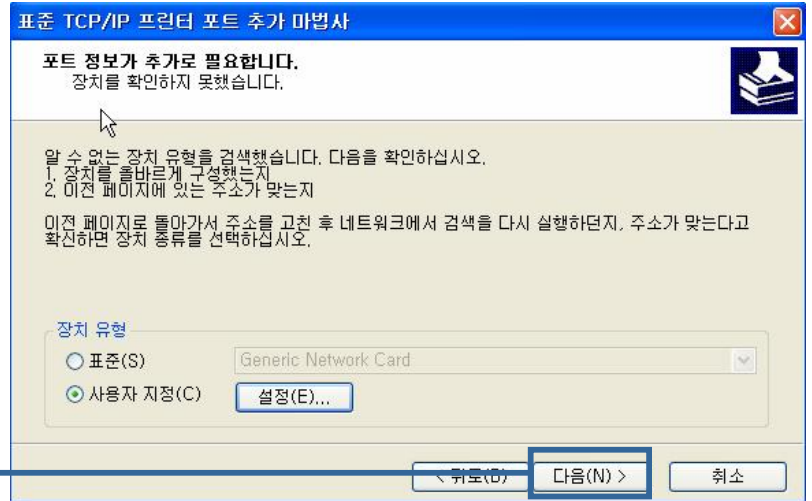 표준 TCP/IP 프린터 포트 추가 마법사
포트 정보가 추가로 필요합니다.
장치를 확인하지 못했습니다.
알 수 없는 장치 유형을 검색했습니다. 다음을 확인하십시오.
1. 장치를 올바르게 구성했는지
2. 이전 페이지에 있는 주소가 맞는지
이전 페이지로 돌아가서 주소를 고친 후 네트워크에서 검색을 다시 실행하던지, 주소가 맞는다고
확신하면 장치 종류를 선택하십시오.
장치 유형
표준(S) Generic Network Card
사용자 지정(C) 설정(E)...
< 뒤로(B) 다음(N) > 취소